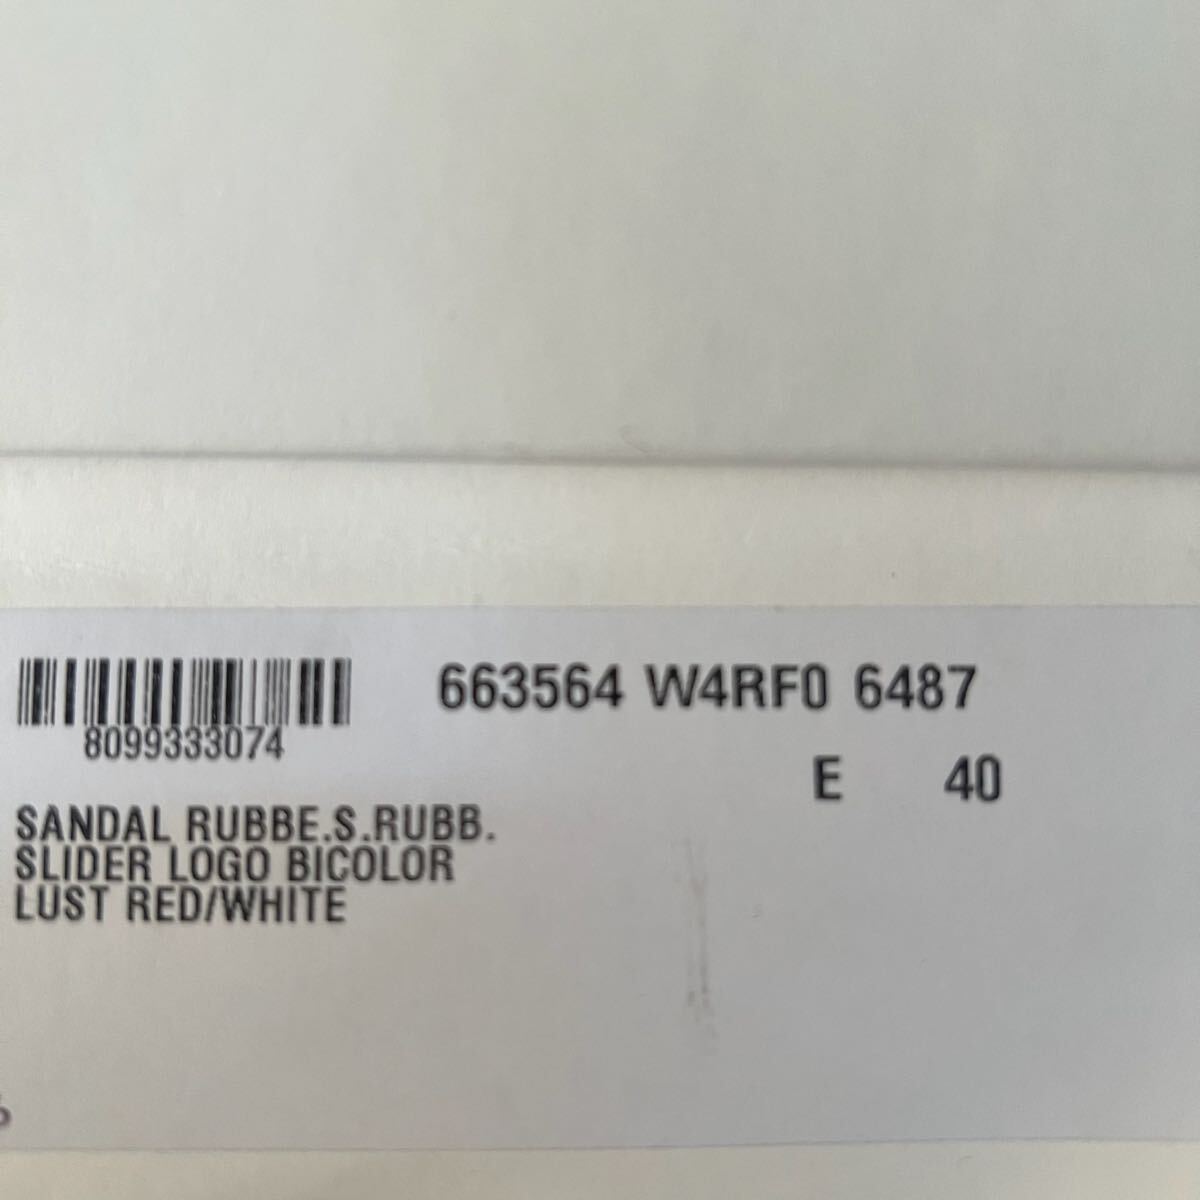 663564 W4RF0 6487
8099333074
E 40
SANDAL RUBBE.S.RUBB.
SLIDER LOGO BICOLOR
LUST RED/WHITE